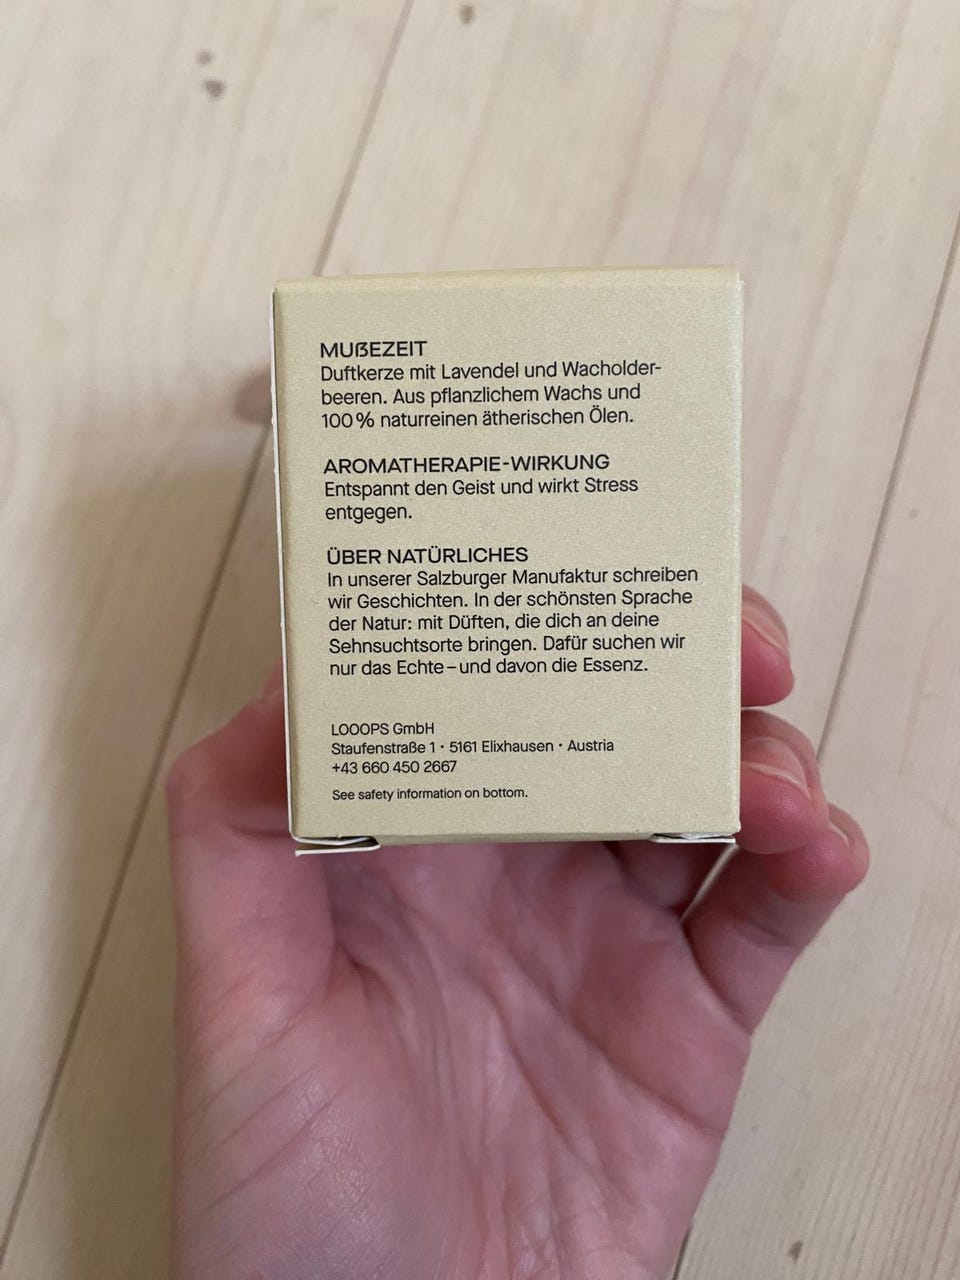 MUßEZEIT
Duftkerze mit Lavendel und Wacholder-
beeren. Aus pflanzlichem Wachs und
100 % naturreinen ätherischen Ölen.
AROMATHERAPIE-WIRKUNG
Entspannt den Geist und wirkt Stress
entgegen.
ÜBER NATÜRLICHES
In unserer Salzburger Manufaktur schreiben
wir Geschichten. In der schönsten Sprache
der Natur: mit Düften, die dich an deine
Sehnsuchtsorte bringen. Dafür suchen wir
nur das Echte – und davon die Essenz.
LOOOPS GmbH
Staufenstraße 1 · 5161 Elixhausen · Austria
+43 660 450 2667
See safety information on bottom.